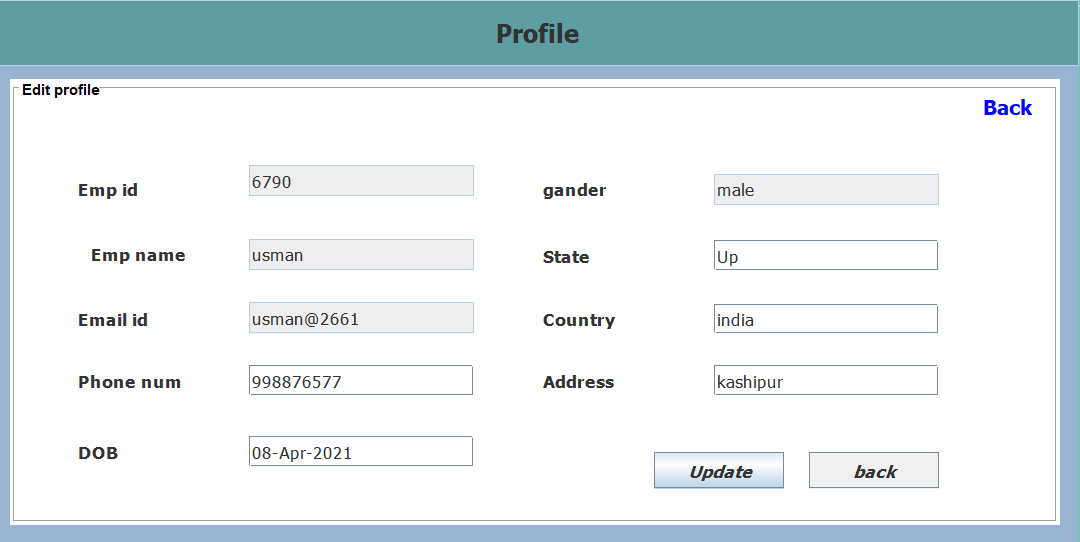 Profile
Edit profile
Back
Emp id 6790 gander male
Emp name usman State Up
Email id usman@2661 Country india
Phone num 998876577 Address kashipur
DOB 08-Apr-2021
Update back